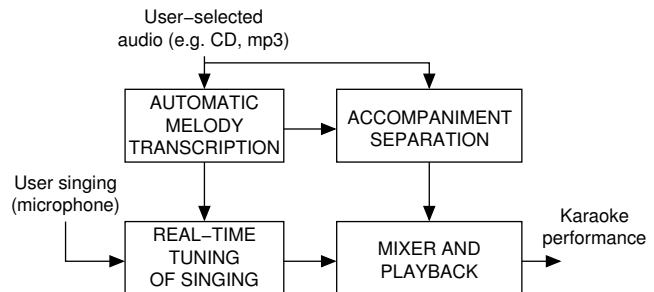 User−selected
audio (e.g. CD, mp3)
AUTOMATIC
MELODY
TRANSCRIPTION
ACCOMPANIMENT
SEPARATION
User singing
(microphone)
REAL−TIME
TUNING
OF SINGING
MIXER AND
PLAYBACK
Karaoke
performance